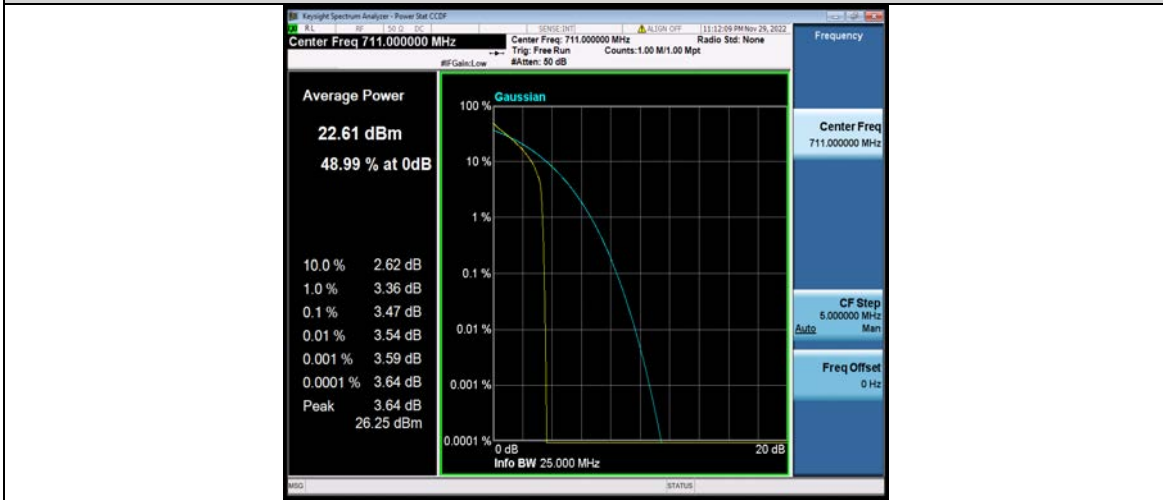 Keysight Spectrum Analyzer - Power Stat CCDF
RL RF 50 Ω DC SENSE:INT ALIGN OFF 11:12:09 PM Nov 29, 2022
Center Freq 711.000000 MHz
Center Freq: 711.000000 MHz Radio Std: None
Trig: Free Run Counts:1.00 M/1.00 Mpt
#IFGain:Low #Atten: 50 dB
Frequency
Average Power
22.61 dBm
48.99 % at 0dB
10.0 % 2.62 dB
1.0 % 3.36 dB
0.1 % 3.47 dB
0.01 % 3.54 dB
0.001 % 3.59 dB
0.0001 % 3.64 dB
Peak 3.64 dB
26.25 dBm
Gaussian
100 %
10 %
1 %
0.1 %
0.01 %
0.001 %
0.0001 %
0 dB 20 dB
Info BW 25.000 MHz
Center Freq
711.000000 MHz
CF Step
5.000000 MHz
Auto Man
Freq Offset
0 Hz
MSG STATUS